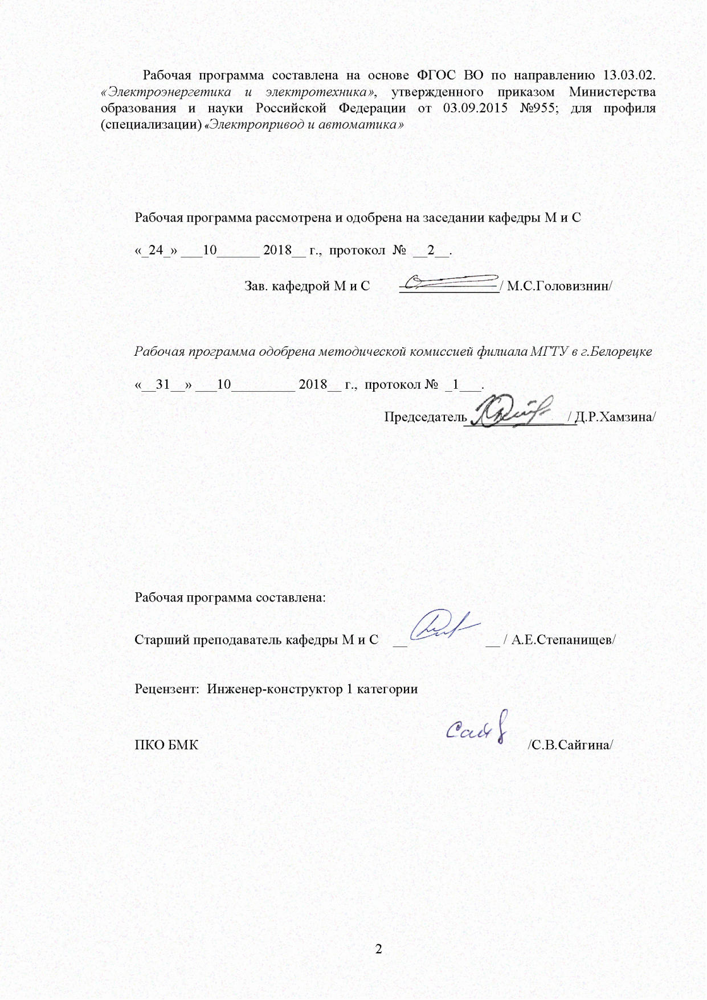 Рабочая программа составлена на основе ФГОС ВО по направлению 13.03.02.
«Электроэнергетика и электротехника», утвержденного приказом Министерства
образования и науки Российской Федерации от 03.09.2015 №955; для профиля
(специализации) «Электропривод и автоматика»
Рабочая программа рассмотрена и одобрена на заседании кафедры М и С
«_24_» ___10______ 2018__ г., протокол № __2__.
Зав. кафедрой М и С ______________/ М.С.Головизнин/
Рабочая программа одобрена методической комиссией филиала МГТУ в г.Белорецке
«__31__» ___10_________ 2018__ г., протокол № _1___.
Председатель______________ / Д.Р.Хамзина/
Рабочая программа составлена:
Старший преподаватель кафедры М и С __ __ / А.Е.Степанищев/
Рецензент: Инженер-конструктор 1 категории
ПКО БМК /С.В.Сайгина/
2